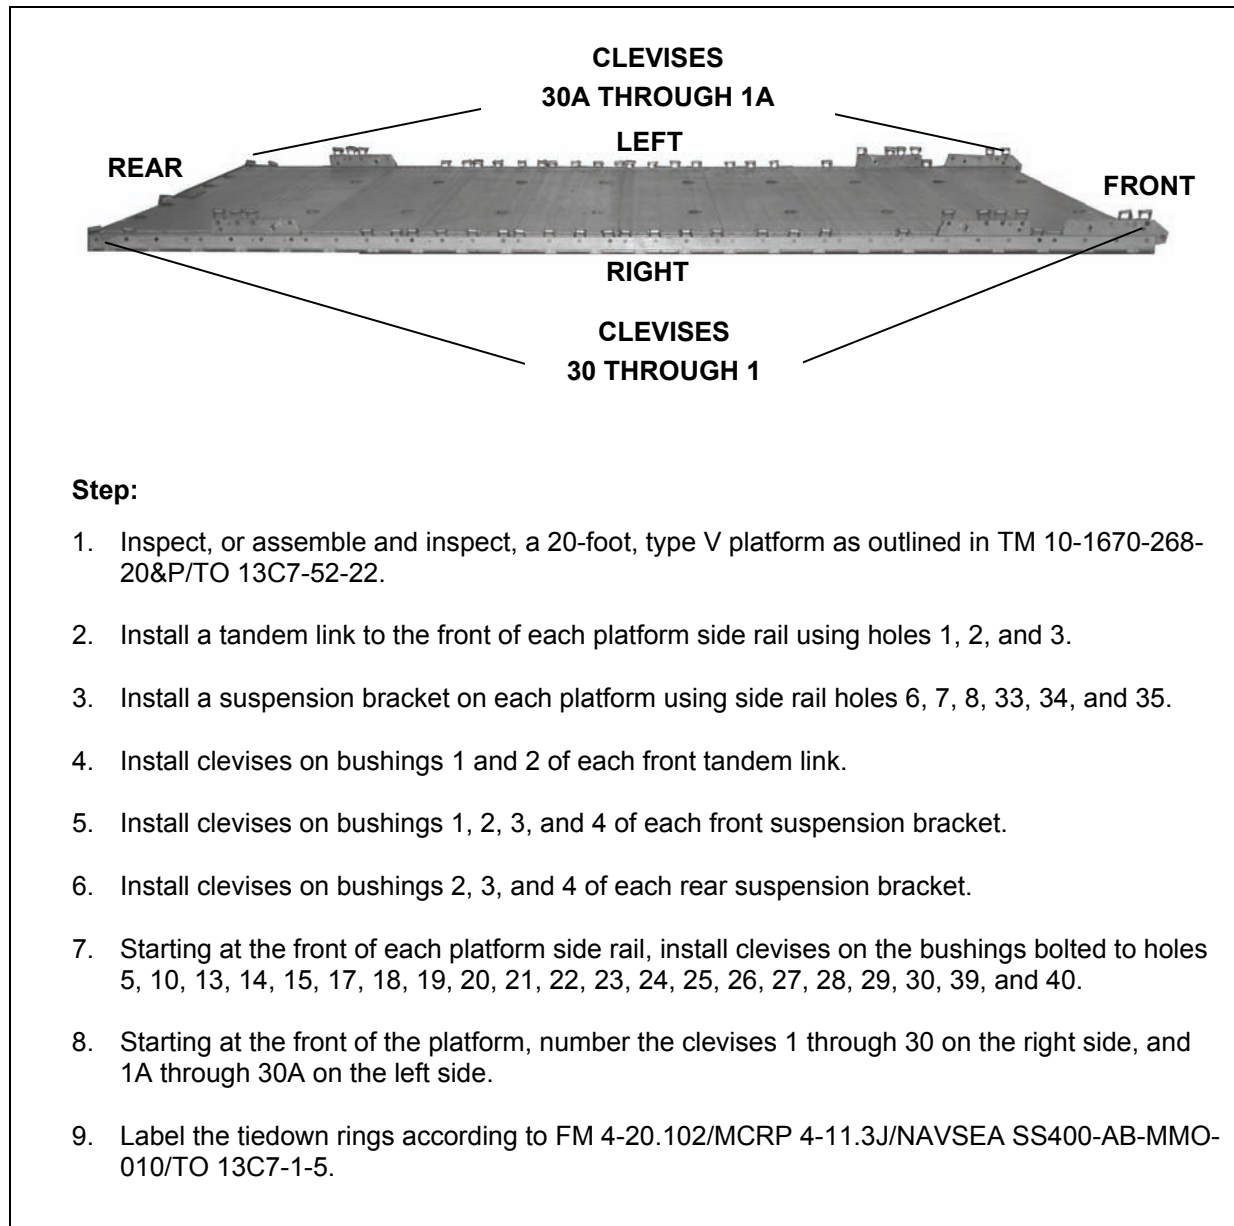 CLEVISES
30A THROUGH 1A
LEFT
REAR
FRONT
RIGHT
CLEVISES
30 THROUGH 1
Step:
1. Inspect, or assemble and inspect, a 20-foot, type V platform as outlined in TM 10-1670-268-
20&P/TO 13C7-52-22.
2. Install a tandem link to the front of each platform side rail using holes 1, 2, and 3.
3. Install a suspension bracket on each platform using side rail holes 6, 7, 8, 33, 34, and 35.
4. Install clevises on bushings 1 and 2 of each front tandem link.
5. Install clevises on bushings 1, 2, 3, and 4 of each front suspension bracket.
6. Install clevises on bushings 2, 3, and 4 of each rear suspension bracket.
7. Starting at the front of each platform side rail, install clevises on the bushings bolted to holes
5, 10, 13, 14, 15, 17, 18, 19, 20, 21, 22, 23, 24, 25, 26, 27, 28, 29, 30, 39, and 40.
8. Starting at the front of the platform, number the clevises 1 through 30 on the right side, and
1A through 30A on the left side.
9. Label the tiedown rings according to FM 4-20.102/MCRP 4-11.3J/NAVSEA SS400-AB-MMO-
010/TO 13C7-1-5.